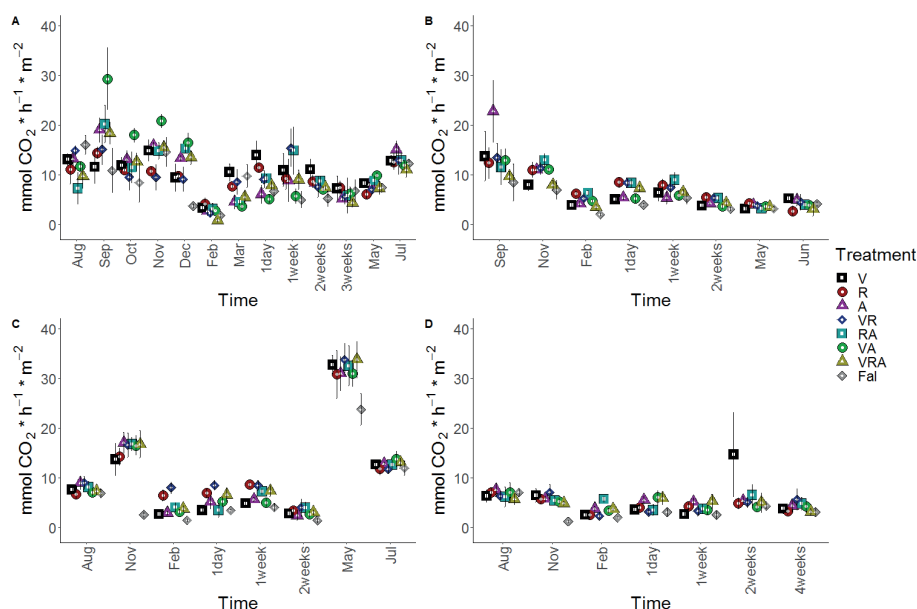 A
40
30
20
10
0
mmol CO₂ * h⁻¹ * m⁻²
Aug
Sep
Oct
Nov
Dec
Feb
Mar
1day
1week
2weeks
3weeks
May
Jul
Time
B
40
30
20
10
0
mmol CO₂ * h⁻¹ * m⁻²
Sep
Nov
Feb
1day
1week
2weeks
May
Jun
Time
Treatment
V
R
A
VR
RA
VA
VRA
Fal
C
40
30
20
10
0
mmol CO₂ * h⁻¹ * m⁻²
Aug
Nov
Feb
1day
1week
2weeks
May
Jul
Time
D
40
30
20
10
0
mmol CO₂ * h⁻¹ * m⁻²
Aug
Nov
Feb
1day
1week
2weeks
4weeks
Time